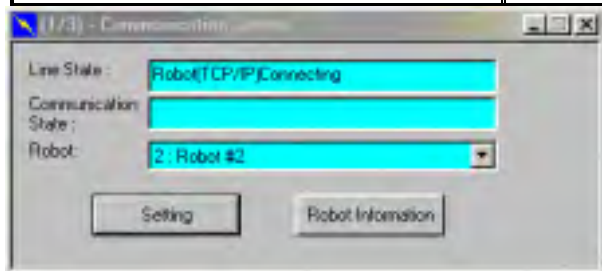 (1/3) - Communication
Line State :
Robot(TCP/IP)Connecting
Communication
State :
Robot:
2 : Robot #2
Setting
Robot Information